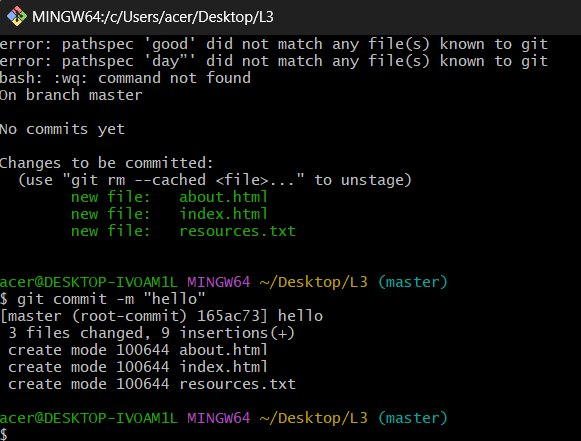 MINGW64:/c/Users/acer/Desktop/L3
error: pathspec 'good' did not match any file(s) known to git
error: pathspec 'day”' did not match any file(s) known to git
bash: :wq: command not found
On branch master
No commits yet
Changes to be committed:
  (use "git rm --cached <file>..." to unstage)
        new file:   about.html
        new file:   index.html
        new file:   resources.txt
acer@DESKTOP-IVOAM1L MINGW64 ~/Desktop/L3 (master)
$ git commit -m "hello"
[master (root-commit) 165ac73] hello
 3 files changed, 9 insertions(+)
 create mode 100644 about.html
 create mode 100644 index.html
 create mode 100644 resources.txt
acer@DESKTOP-IVOAM1L MINGW64 ~/Desktop/L3 (master)
$